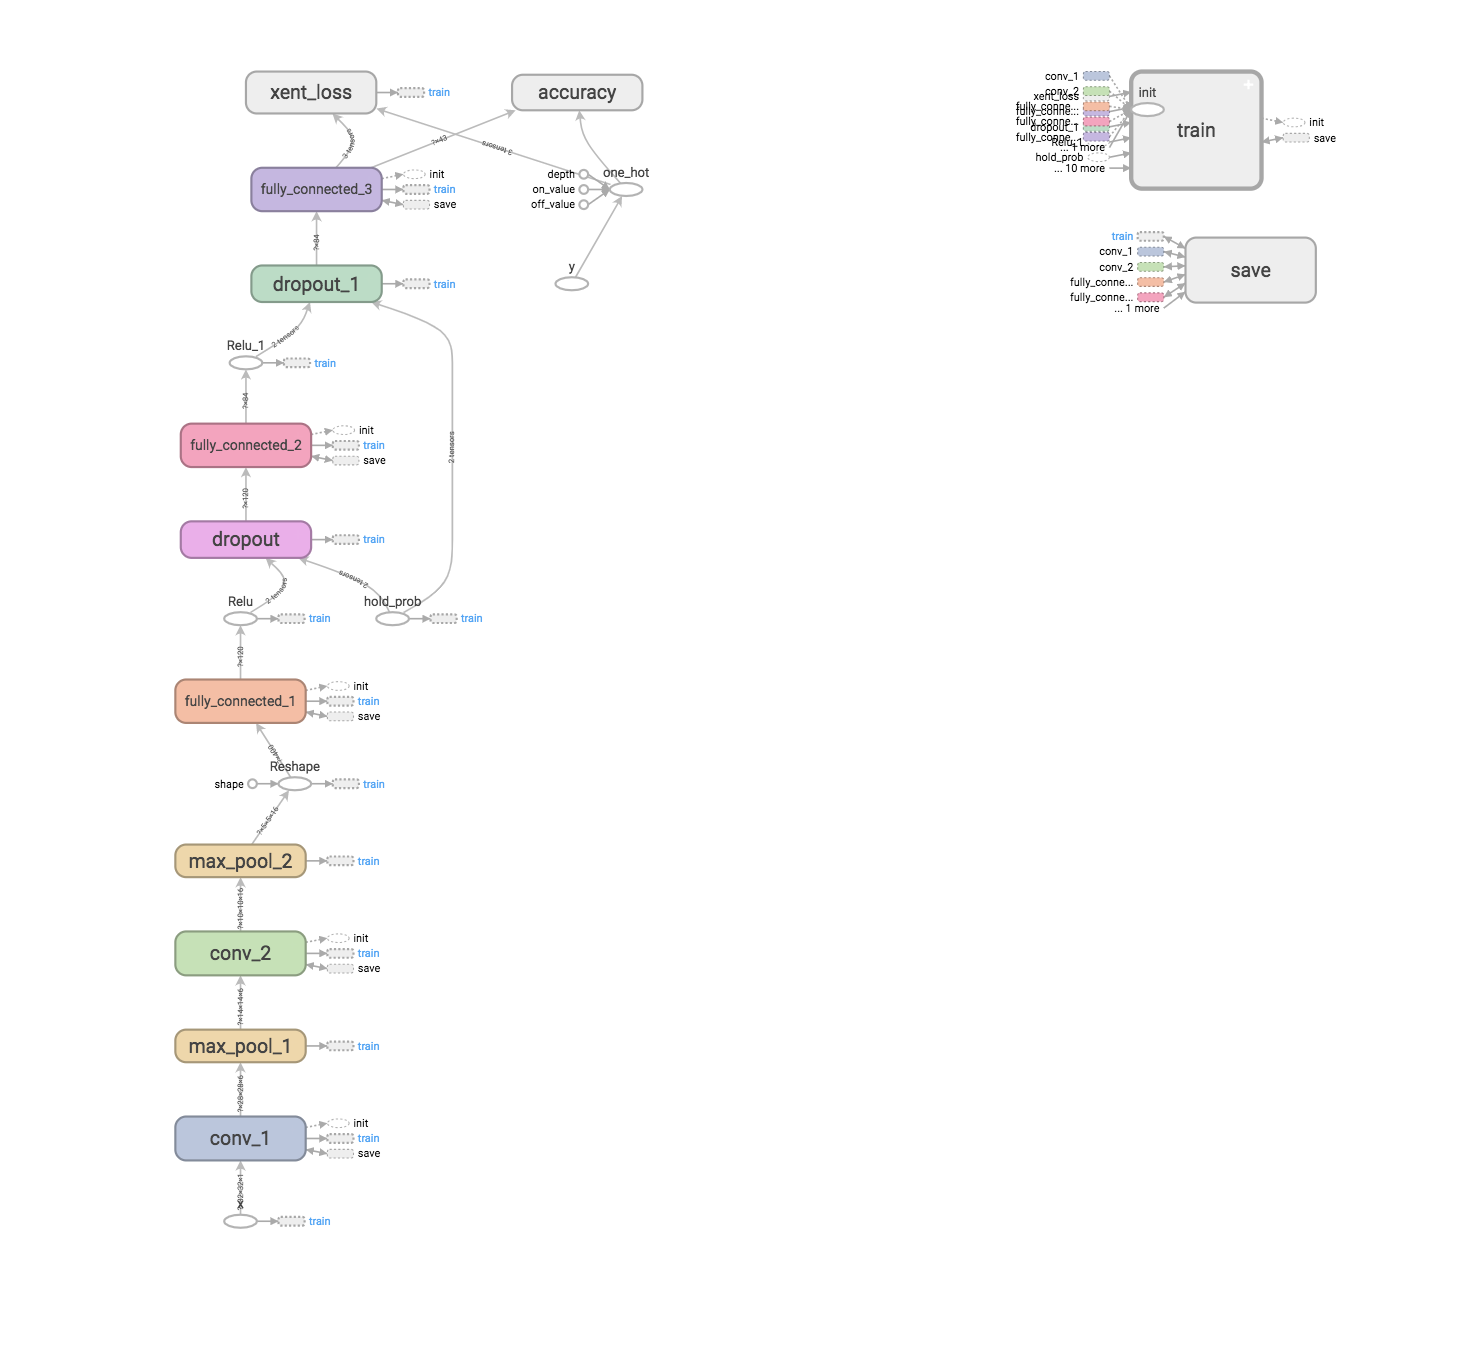 xent_loss
train
accuracy
3 tensors
?×43
3 tensors
fully_connected_3
init
train
save
depth
on_value
off_value
one_hot
?×84
y
dropout_1
train
2 tensors
Relu_1
train
?×84
2 tensors
fully_connected_2
init
train
save
?×120
dropout
train
2 tensors
2 tensors
Relu
train
hold_prob
train
?×120
fully_connected_1
init
train
save
Reshape
shape
train
?×5×5×16
max_pool_2
train
?×10×10×16
conv_2
init
train
save
?×14×14×6
max_pool_1
train
?×28×28×6
conv_1
init
train
save
x
train
conv_1
conv_2
xent_loss
fully_conne...
fully_conne...
fully_conne...
dropout_1
fully_conne...
Relu_1
... 1 more
hold_prob
... 10 more
init
train
init
save
train
conv_1
conv_2
fully_conne...
fully_conne...
... 1 more
save